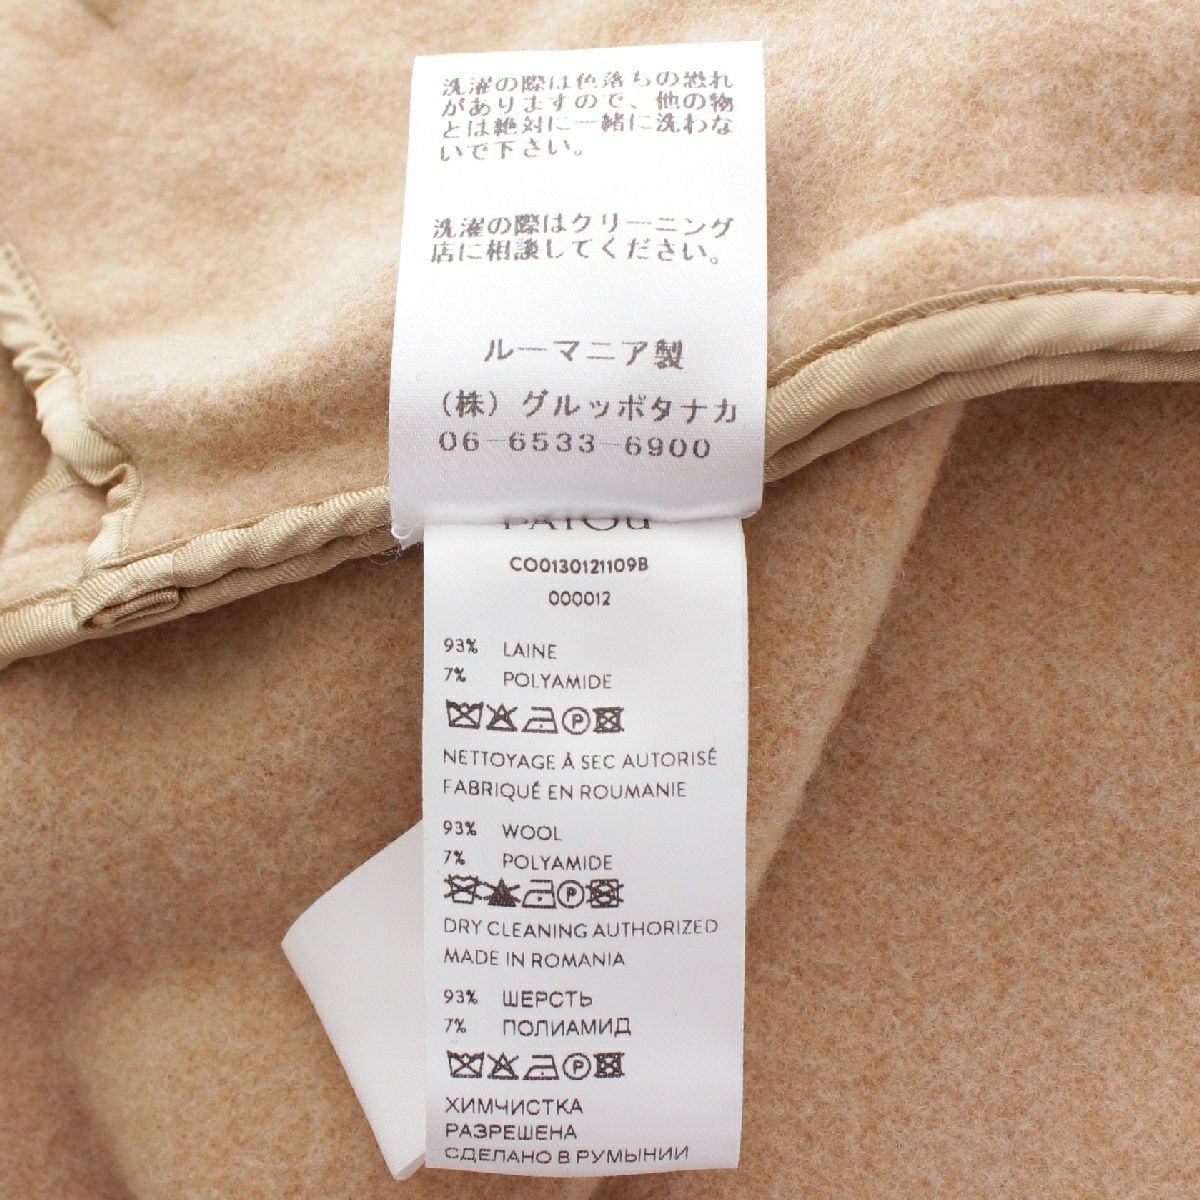 洗濯の際は色落ちの恐れ
がありますので、他の物
とは絶対に一緒に洗わな
いで下さい。
洗濯の際はクリーニング
店に相談してください。
ルーマニア製
（株）グルッポタナカ
06-6533-6900
PATOU
CO0130121109B
000012
93% LAINE
7% POLYAMIDE
NETTOYAGE À SEC AUTORISÉ
FABRIQUÉ EN ROUMANIE
93% WOOL
7% POLYAMIDE
DRY CLEANING AUTHORIZED
MADE IN ROMANIA
93% ШЕРСТЬ
7% ПОЛИАМИД
ХИМЧИСТКА
РАЗРЕШЕНА
СДЕЛАНО В РУМЫНИИ